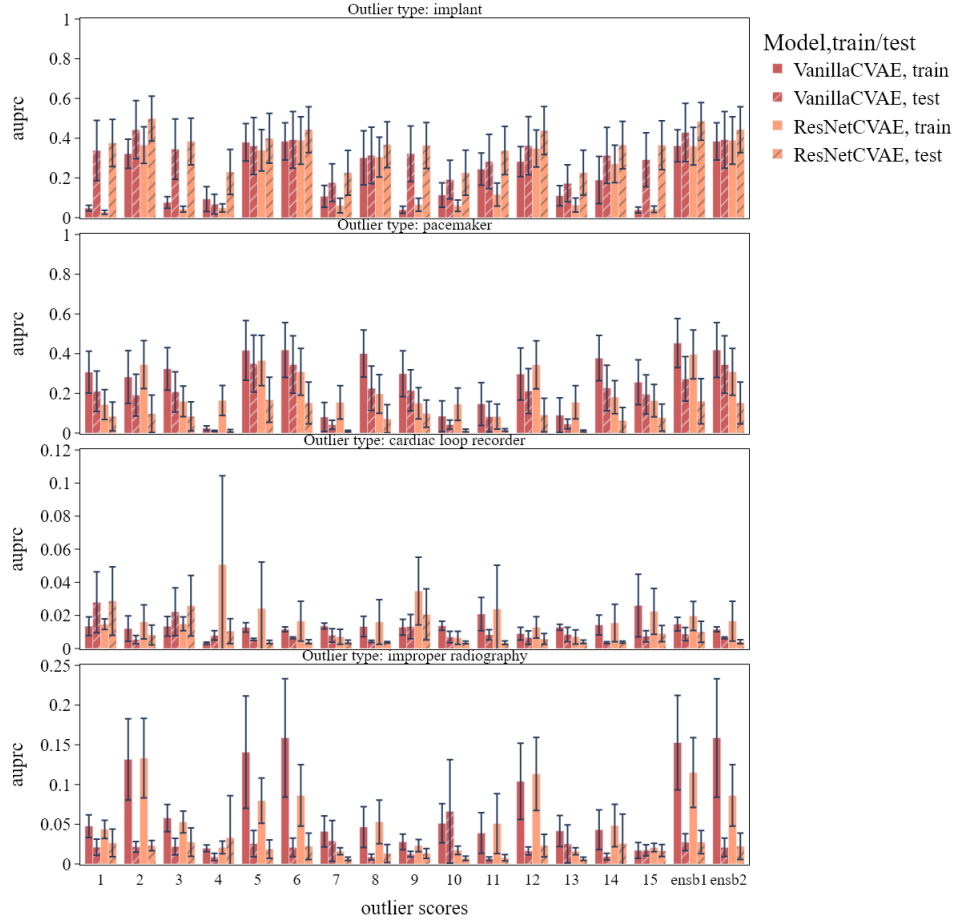 Outlier type: implant
1
0.8
0.6
0.4
0.2
0
auprc
Model,train/test
VanillaCVAE, train
VanillaCVAE, test
ResNetCVAE, train
ResNetCVAE, test
Outlier type: pacemaker
1
0.8
0.6
0.4
0.2
0
auprc
Outlier type: cardiac loop recorder
0.12
0.1
0.08
0.06
0.04
0.02
0
auprc
Outlier type: improper radiography
0.25
0.2
0.15
0.1
0.05
0
auprc
1 2 3 4 5 6 7 8 9 10 11 12 13 14 15 ensb1 ensb2
outlier scores